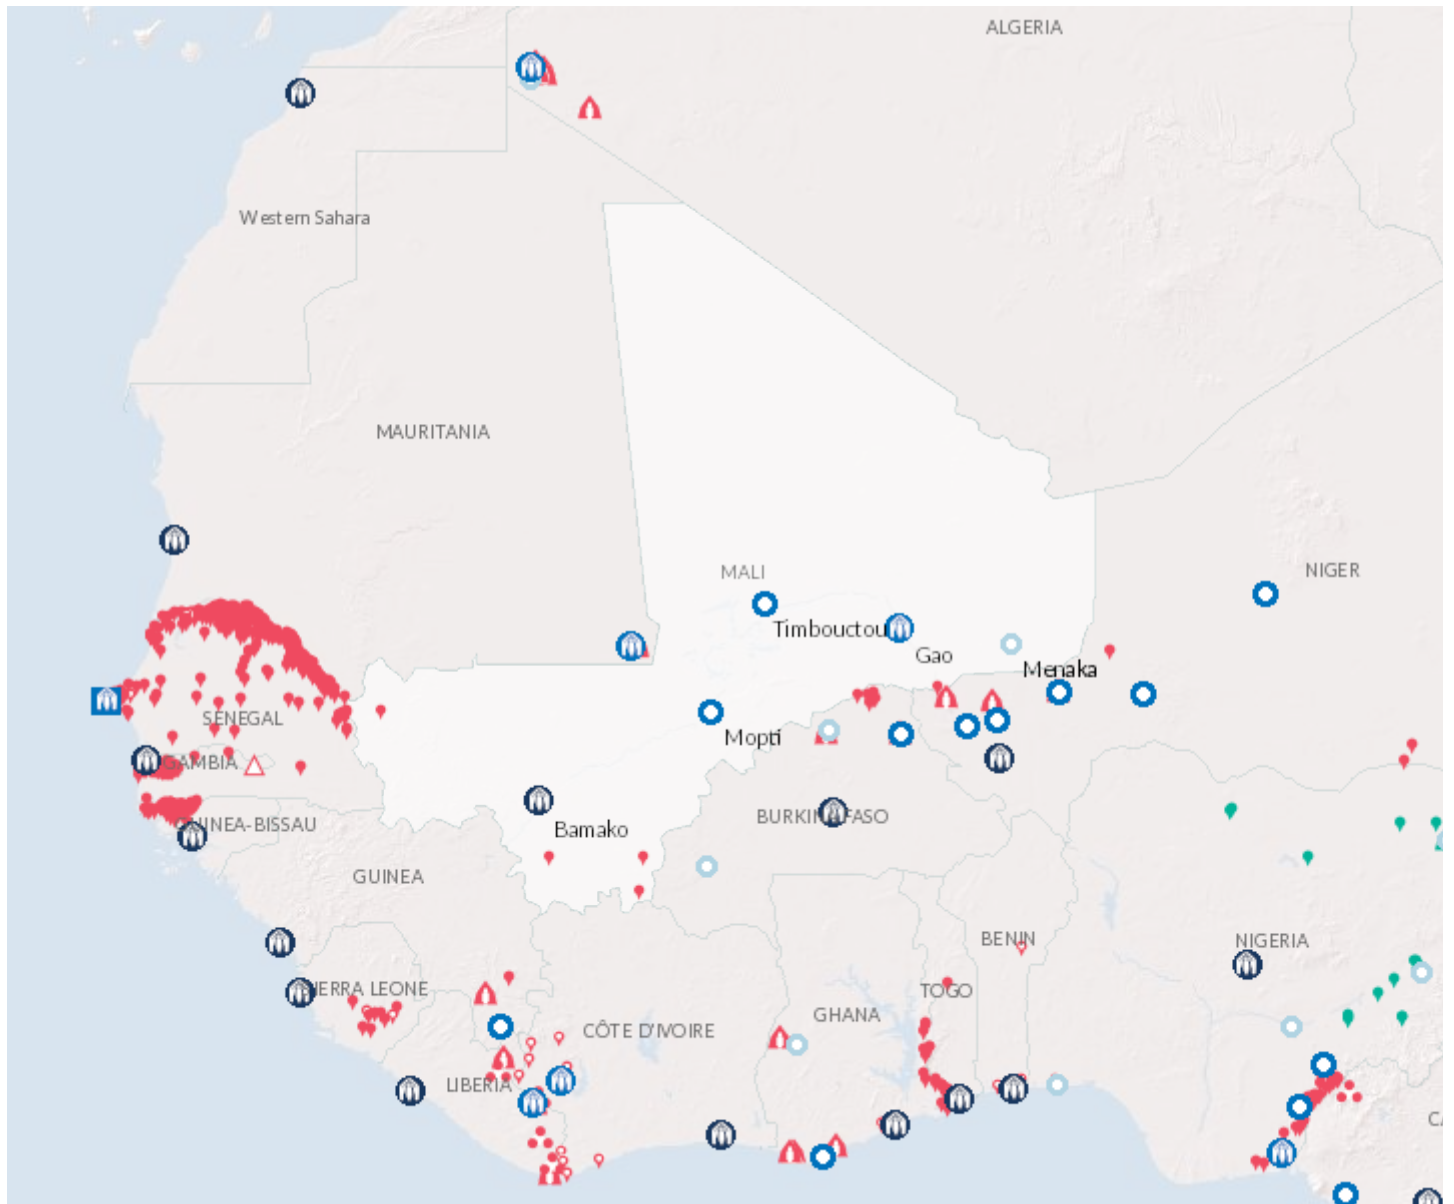 ALGERIA
Western Sahara
MAURITANIA
MALI
NIGER
Timbouctou
Gao
Menaka
SENEGAL
Mopti
GAMBIA
BURKINA FASO
GUINEA-BISSAU
Bamako
GUINEA
BENIN
NIGERIA
SIERRA LEONE
TOGO
GHANA
CÔTE D'IVOIRE
LIBERIA
CA